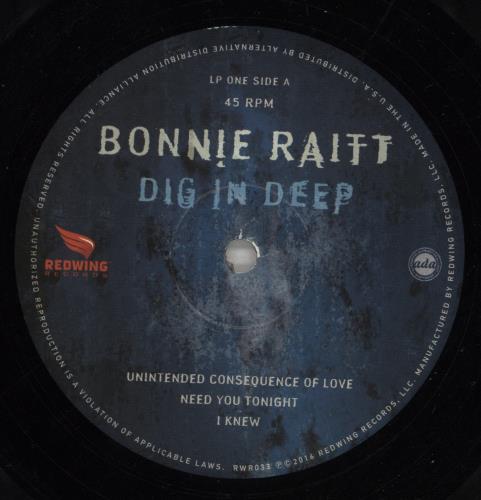 LP ONE SIDE A
45 RPM
BONNIE RAITT
DIG IN DEEP
REDWING
RECORDS
ada
UNINTENDED CONSEQUENCE OF LOVE
NEED YOU TONIGHT
I KNEW
MANUFACTURED BY REDWING RECORDS, LLC. MADE IN THE U.S.A. DISTRIBUTED BY ALTERNATIVE DISTRIBUTION ALLIANCE. ALL RIGHTS RESERVED. UNAUTHORIZED REPRODUCTION IS A VIOLATION OF APPLICABLE LAWS. RWR033 ℗©2016 REDWING RECORDS, LLC.